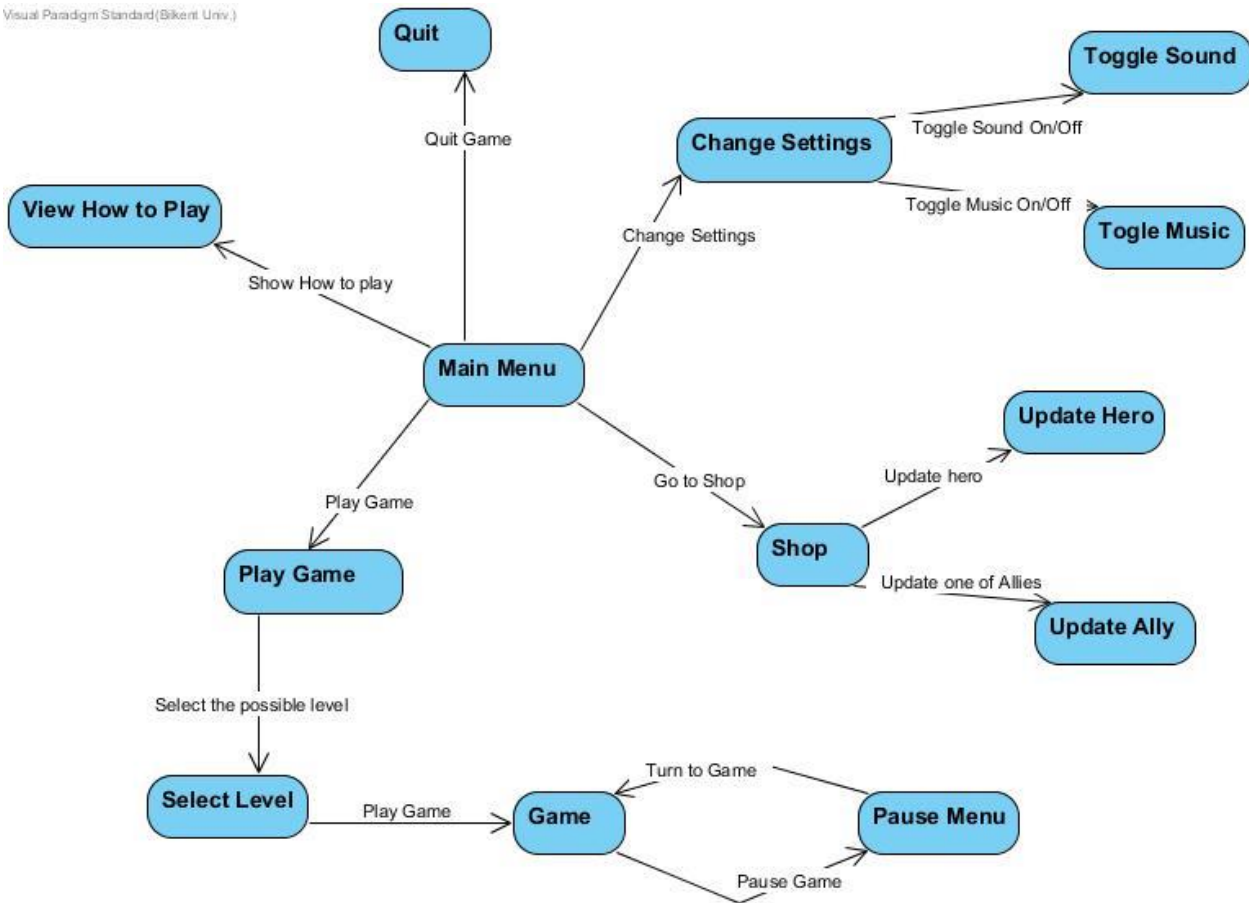 Visual Paradigm Standard(Bilkent Univ.)
Quit
Toggle Sound
Quit Game
Toggle Sound On/Off
Change Settings
View How to Play
Toggle Music On/Off
Togle Music
Change Settings
Show How to play
Main Menu
Update Hero
Go to Shop
Update hero
Play Game
Shop
Play Game
Update one of Allies
Update Ally
Select the possible level
Turn to Game
Select Level
Play Game
Game
Pause Menu
Pause Game